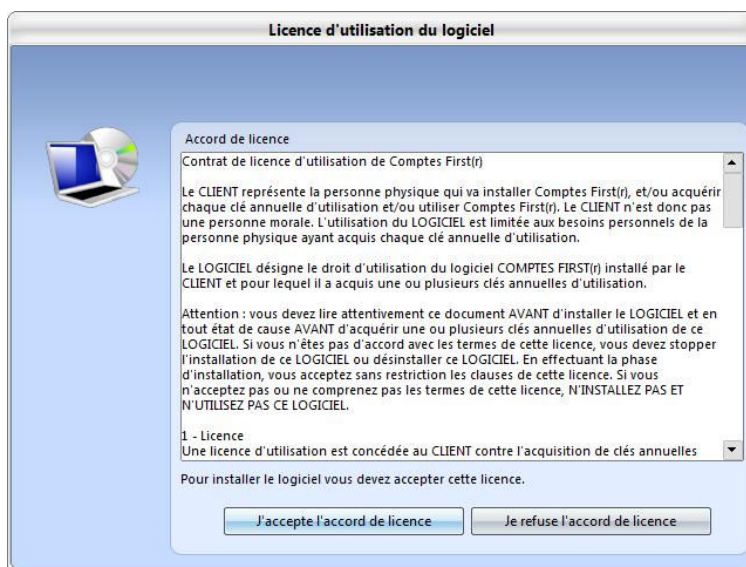 Licence d'utilisation du logiciel
Accord de licence
Contrat de licence d'utilisation de Comptes First(r)
Le CLIENT représente la personne physique qui va installer Comptes First(r), et/ou acquérir
chaque clé annuelle d'utilisation et/ou utiliser Comptes First(r). Le CLIENT n'est donc pas
une personne morale. L'utilisation du LOGICIEL est limitée aux besoins personnels de la
personne physique ayant acquis chaque clé annuelle d'utilisation.
Le LOGICIEL désigne le droit d'utilisation du logiciel COMPTES FIRST(r) installé par le
CLIENT et pour lequel il a acquis une ou plusieurs clés annuelles d'utilisation.
Attention : vous devez lire attentivement ce document AVANT d'installer le LOGICIEL et en
tout état de cause AVANT d'acquérir une ou plusieurs clés annuelles d'utilisation de ce
LOGICIEL. Si vous n'êtes pas d'accord avec les termes de cette licence, vous devez stopper
l'installation de ce LOGICIEL ou désinstaller ce LOGICIEL. En effectuant la phase
d'installation, vous acceptez sans restriction les clauses de cette licence. Si vous
n'acceptez pas ou ne comprenez pas les termes de cette licence, N'INSTALLEZ PAS ET
N'UTILISEZ PAS CE LOGICIEL.
1 - Licence
Une licence d'utilisation est concédée au CLIENT contre l'acquisition de clés annuelles
Pour installer le logiciel vous devez accepter cette licence.
J'accepte l'accord de licence
Je refuse l'accord de licence